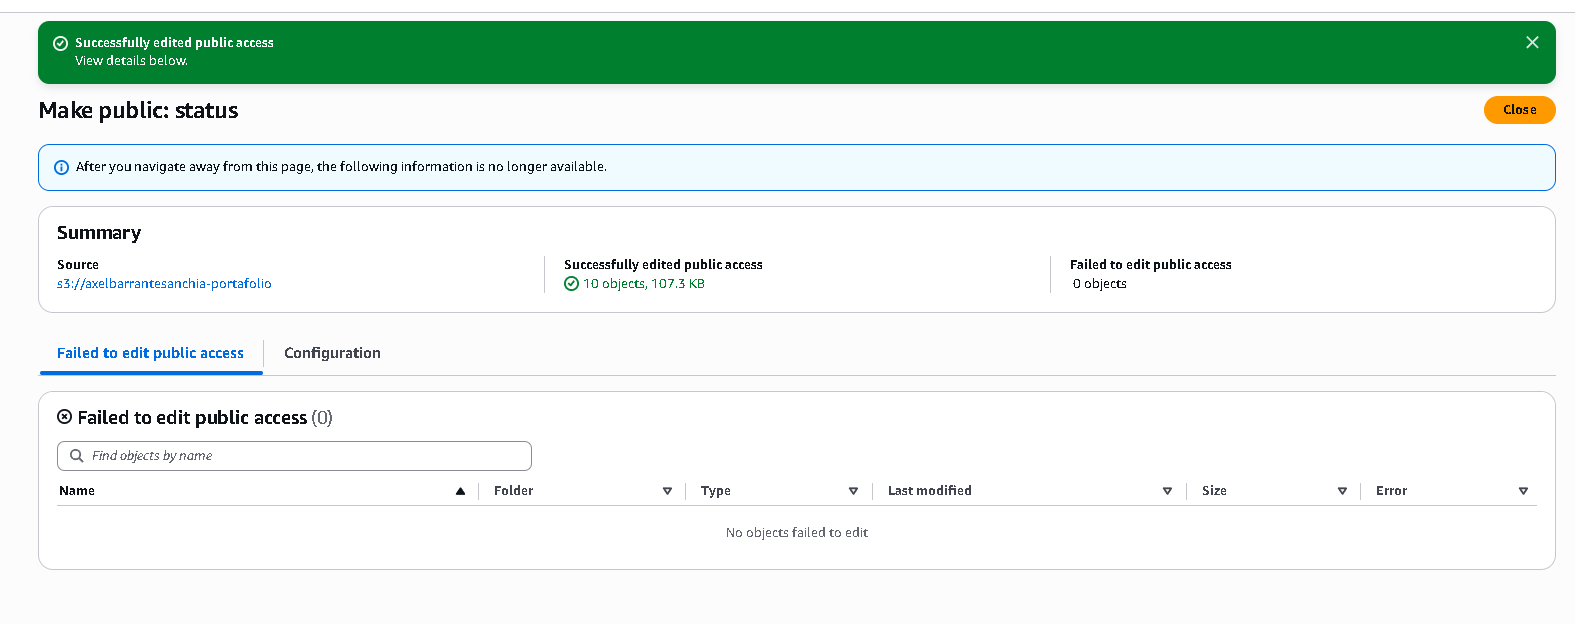 Successfully edited public access
View details below.
Make public: status
Close
After you navigate away from this page, the following information is no longer available.
Summary
Source
s3://axelbarrantesanchia-portafolio
Successfully edited public access
10 objects, 107.3 KB
Failed to edit public access
0 objects
Failed to edit public access
Configuration
Failed to edit public access (0)
Find objects by name
Name Folder Type Last modified Size Error
No objects failed to edit